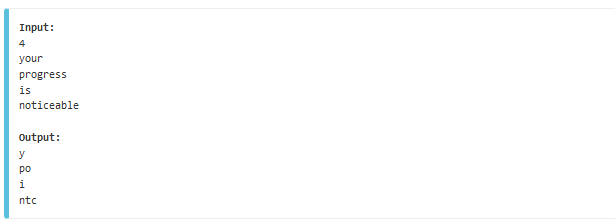 Input:
4
your
progress
is
noticeable
Output:
y
po
i
ntc